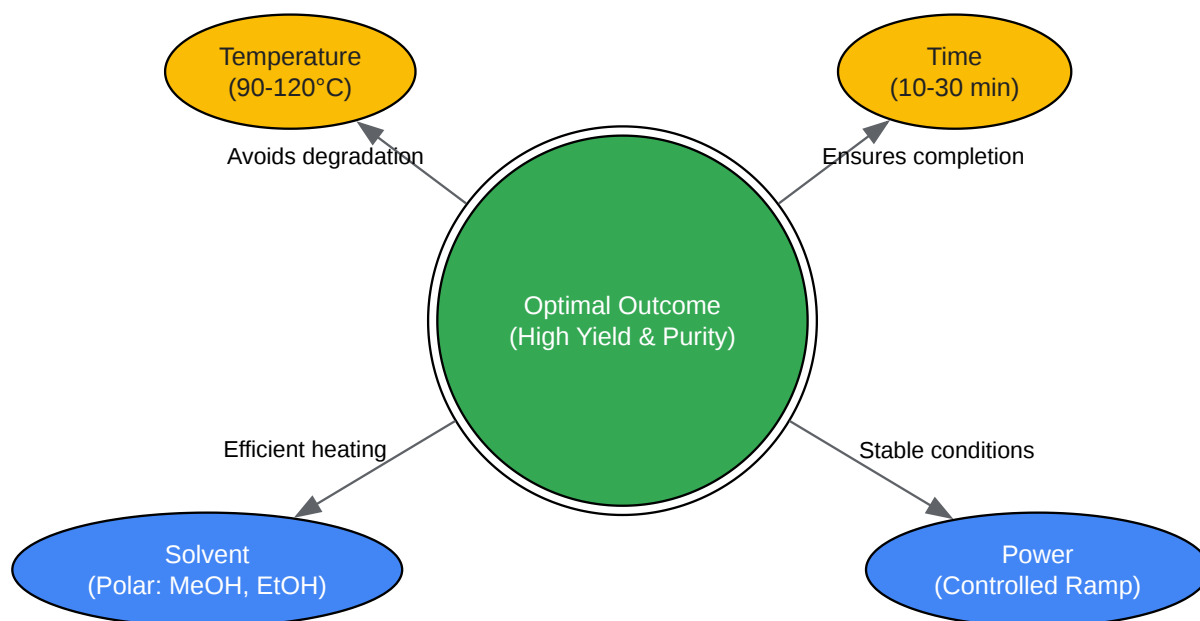 Temperature
(90-120°C)
Time
(10-30 min)
Avoids degradation
Ensures completion
Optimal Outcome
(High Yield & Purity)
Efficient heating
Stable conditions
Solvent
(Polar: MeOH, EtOH)
Power
(Controlled Ramp)